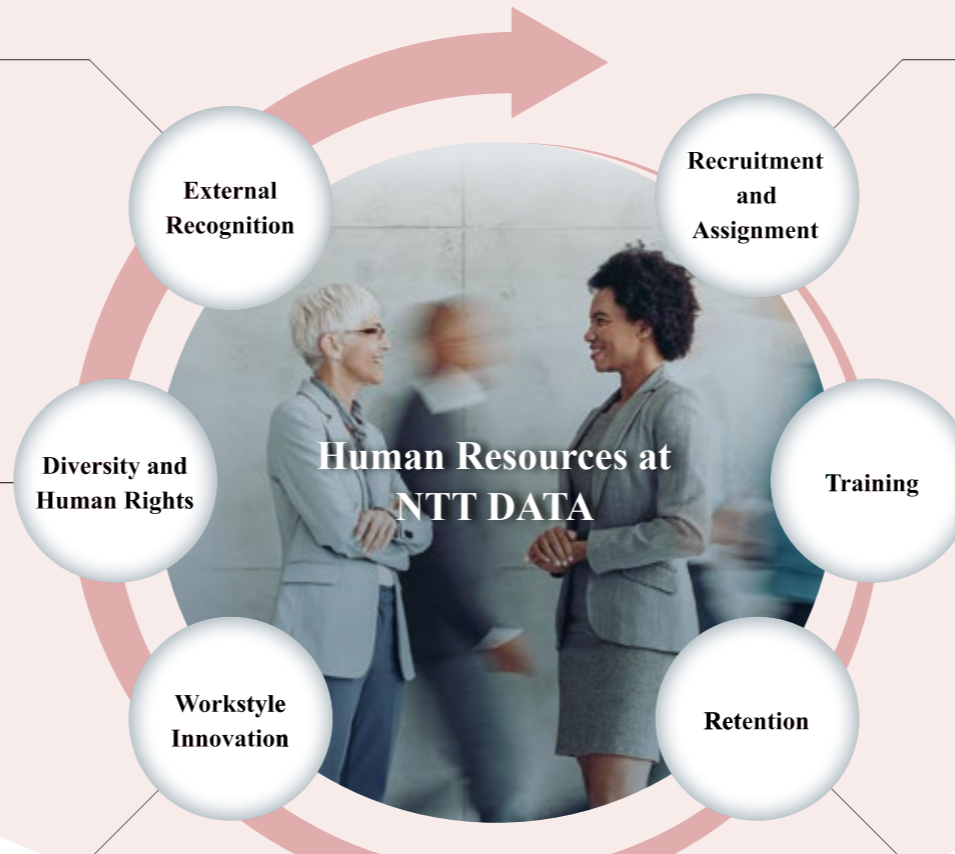 External
Recognition
Recruitment
and
Assignment
Human Resources at
NTT DATA
Diversity and
Human Rights
Training
Workstyle
Innovation
Retention